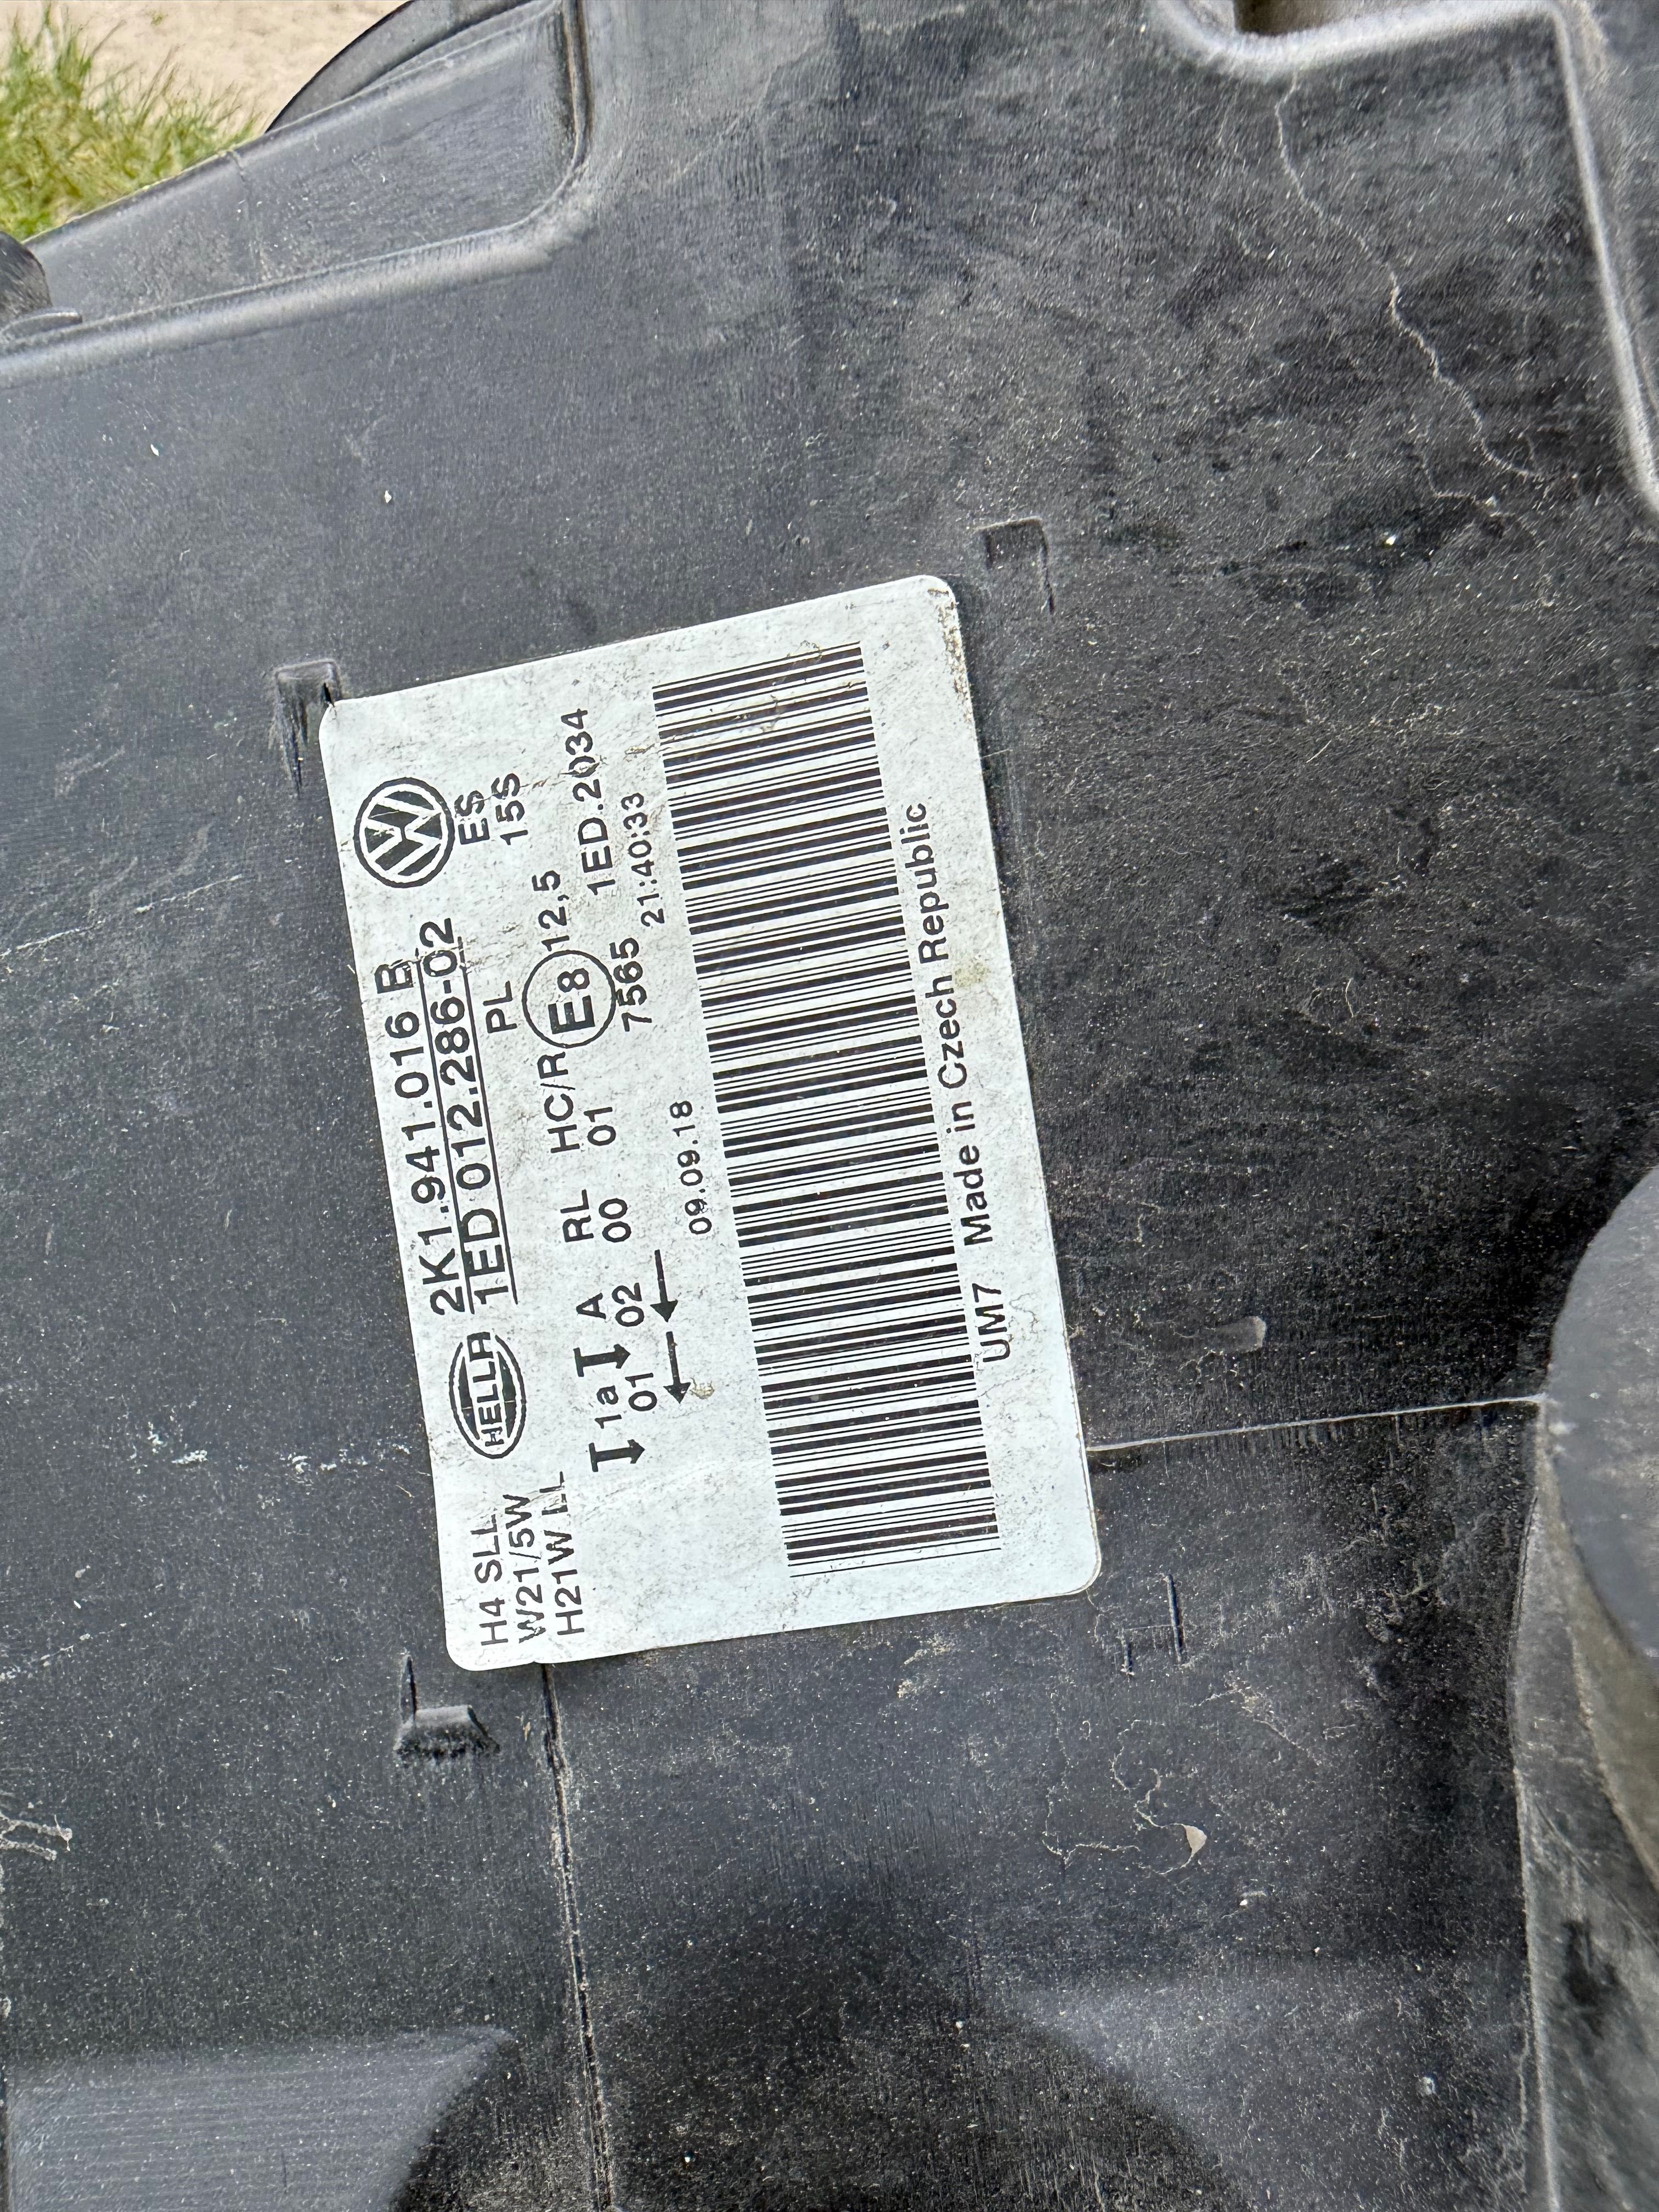 H4 SLL
W21/5W
H21W LL
HELLA
2K1.941.016 B
1ED 012.286-02
PL
ES
15S
1a A RL HC/R E8 12,5
01 02 00 01
7565
1ED.2034
09.09.18
21:40:33
UM7 Made in Czech Republic